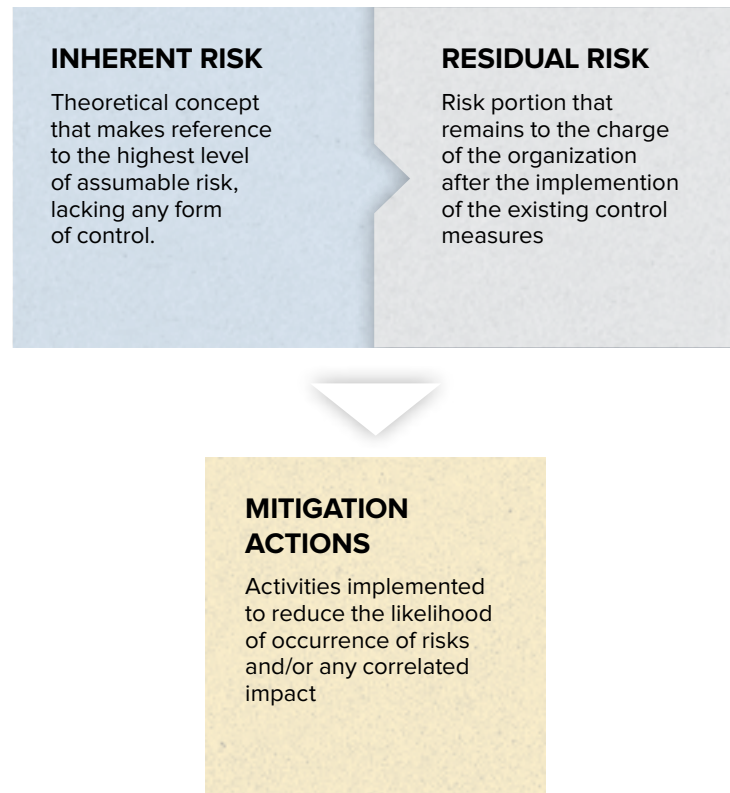 INHERENT RISK
Theoretical concept
that makes reference
to the highest level
of assumable risk,
lacking any form
of control.
RESIDUAL RISK
Risk portion that
remains to the charge
of the organization
after the implemention
of the existing control
measures
MITIGATION
ACTIONS
Activities implemented
to reduce the likelihood
of occurrence of risks
and/or any correlated
impact